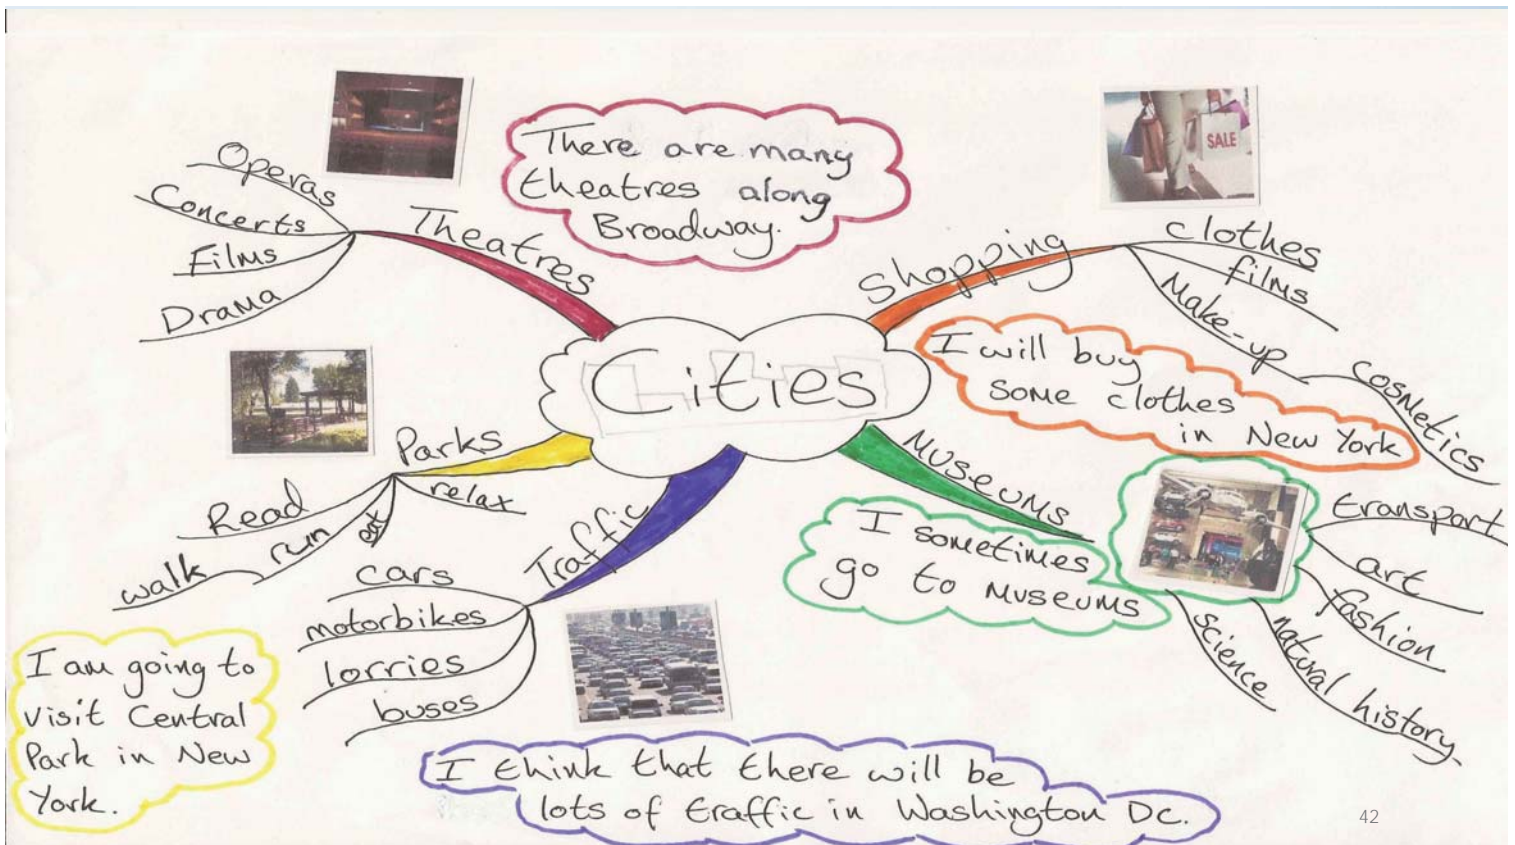 Operas
Concerts
Films
Drama
Theatres
There are many
theatres along
Broadway.
SALE
Shopping
clothes
films
Make-up
cosmetics
Cities
I will buy
some clothes
in New York
Parks
Read
run
walk
eat
relax
Museums
I sometimes
go to Museums
transport
art
fashion
natural history
science
Traffic
cars
motorbikes
lorries
buses
I am going to
visit Central
Park in New
York.
I think that there will be
lots of traffic in Washington DC.
42